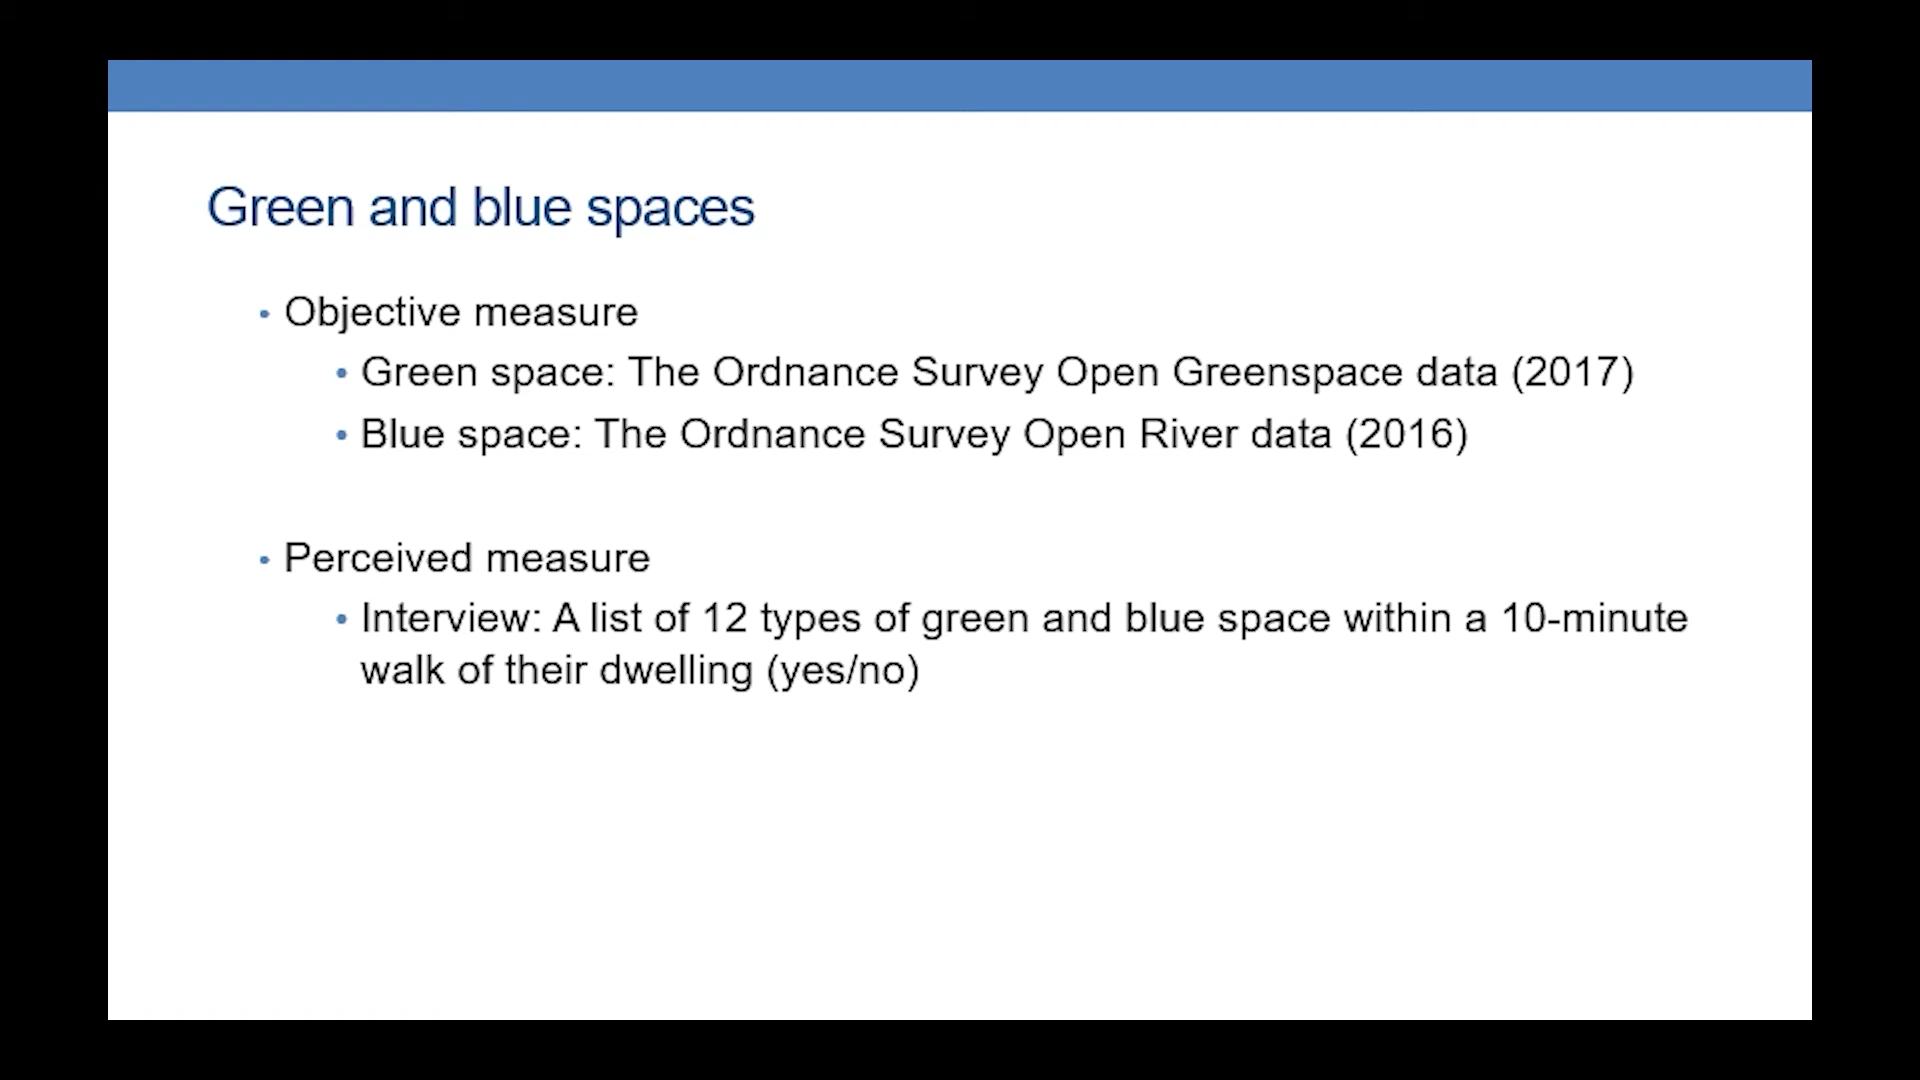 Green and blue spaces
• Objective measure
• Green space: The Ordnance Survey Open Greenspace data (2017)
• Blue space: The Ordnance Survey Open River data (2016)
• Perceived measure
• Interview: A list of 12 types of green and blue space within a 10-minute
walk of their dwelling (yes/no)